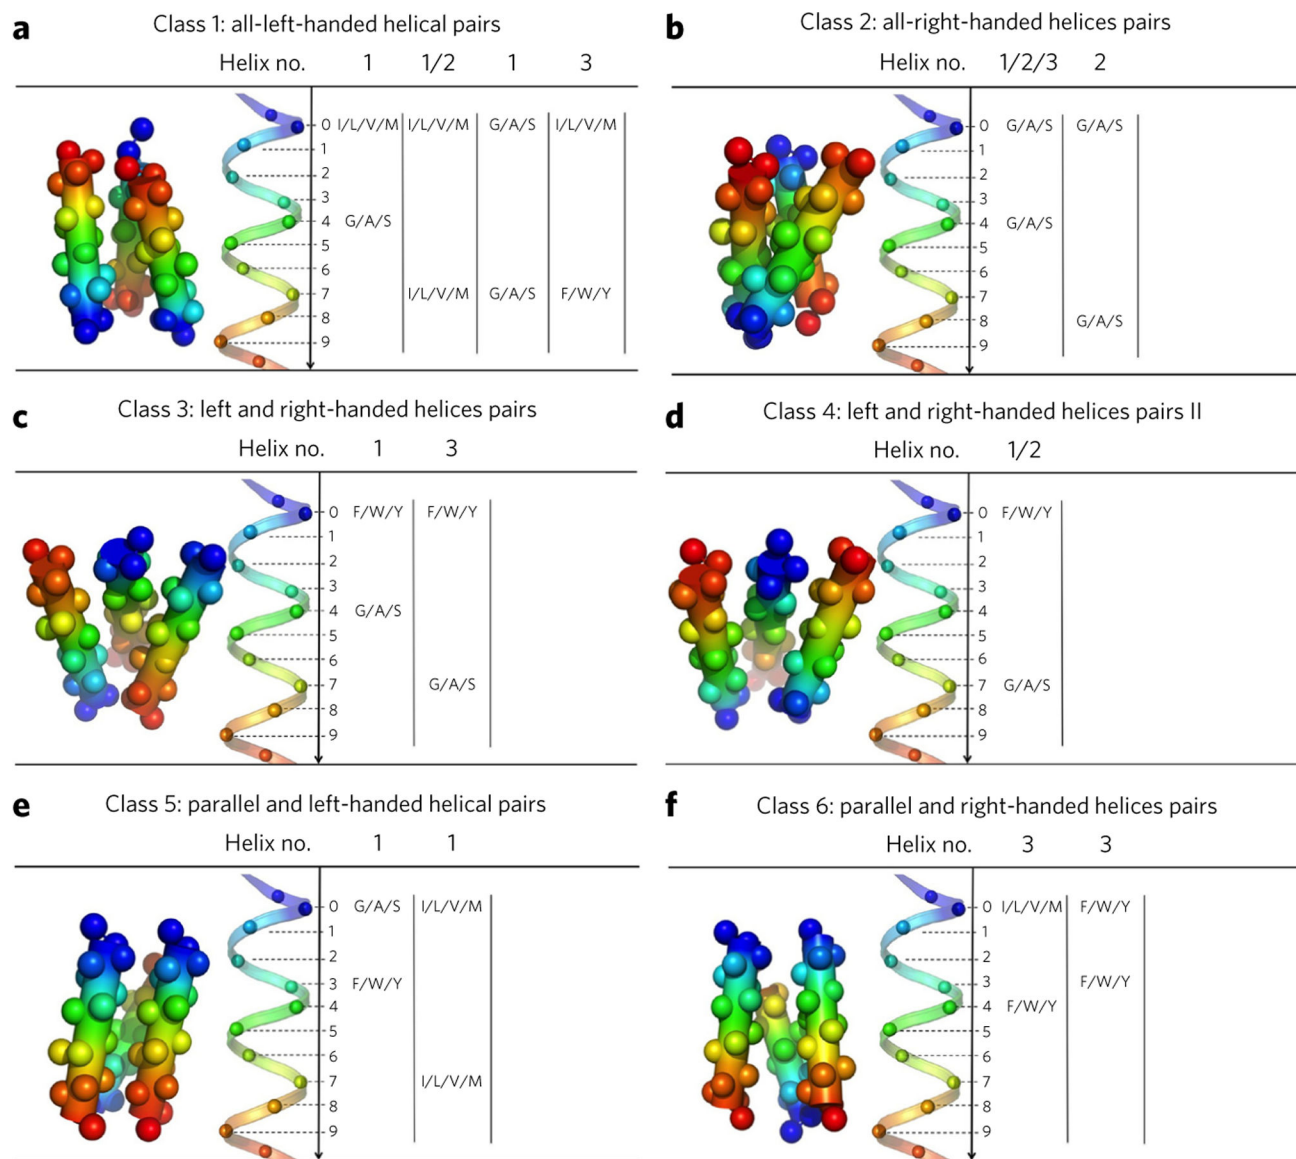 a Class 1: all-left-handed helical pairs
Helix no. 1 1/2 1 3
0 I/L/V/M I/L/V/M G/A/S I/L/V/M
1
2
3
4 G/A/S
5
6
7 I/L/V/M G/A/S F/W/Y
8
9
b Class 2: all-right-handed helices pairs
Helix no. 1/2/3 2
0 G/A/S G/A/S
1
2
3
4 G/A/S
5
6
7
8 G/A/S
9
c Class 3: left and right-handed helices pairs
Helix no. 1 3
0 F/W/Y F/W/Y
1
2
3
4 G/A/S
5
6
7 G/A/S
8
9
d Class 4: left and right-handed helices pairs II
Helix no. 1/2
0 F/W/Y
1
2
3
4
5
6
7 G/A/S
8
9
e Class 5: parallel and left-handed helical pairs
Helix no. 1 1
0 G/A/S I/L/V/M
1
2
3 F/W/Y
4
5
6
7 I/L/V/M
8
9
f Class 6: parallel and right-handed helices pairs
Helix no. 3 3
0 I/L/V/M F/W/Y
1
2
3 F/W/Y
4 F/W/Y
5
6
7
8
9